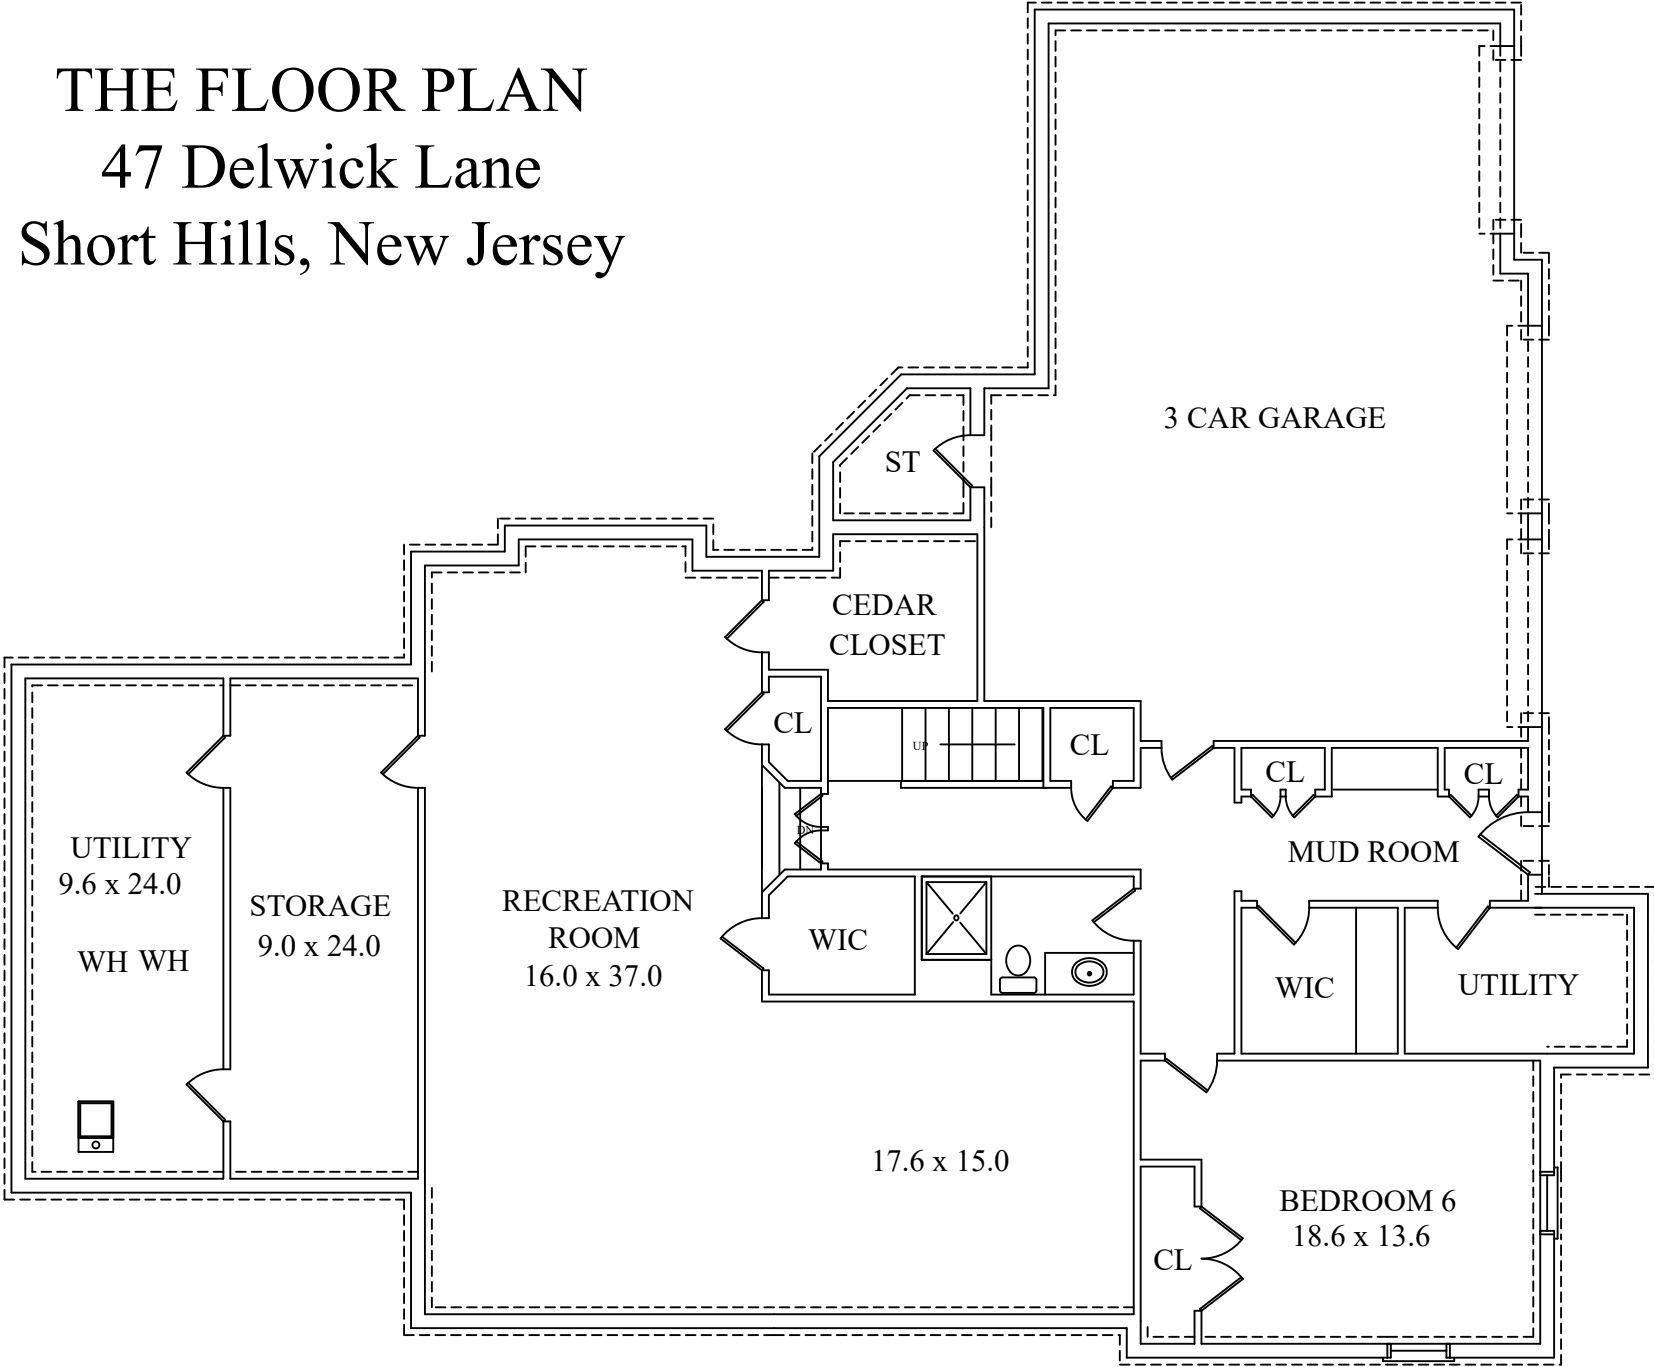 THE FLOOR PLAN
47 Delwick Lane
Short Hills, New Jersey
3 CAR GARAGE
ST
CEDAR
CLOSET
CL
UP
CL
CL
CL
DN
MUD ROOM
UTILITY
9.6 x 24.0
WH WH
STORAGE
9.0 x 24.0
RECREATION
ROOM
16.0 x 37.0
WIC
WIC
UTILITY
17.6 x 15.0
BEDROOM 6
18.6 x 13.6
CL